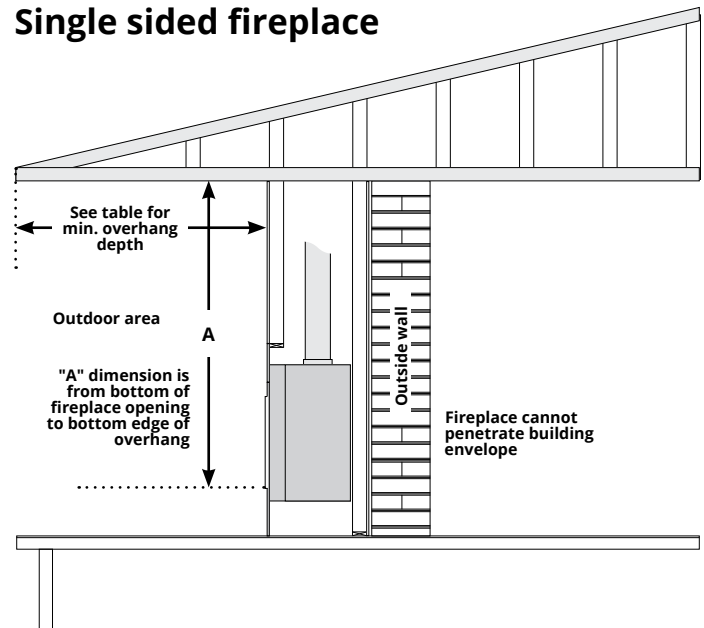 Single sided fireplace
See table for
min. overhang
depth
Outdoor area
A
"A" dimension is
from bottom of
fireplace opening
to bottom edge of
overhang
Outside wall
Fireplace cannot
penetrate building
envelope